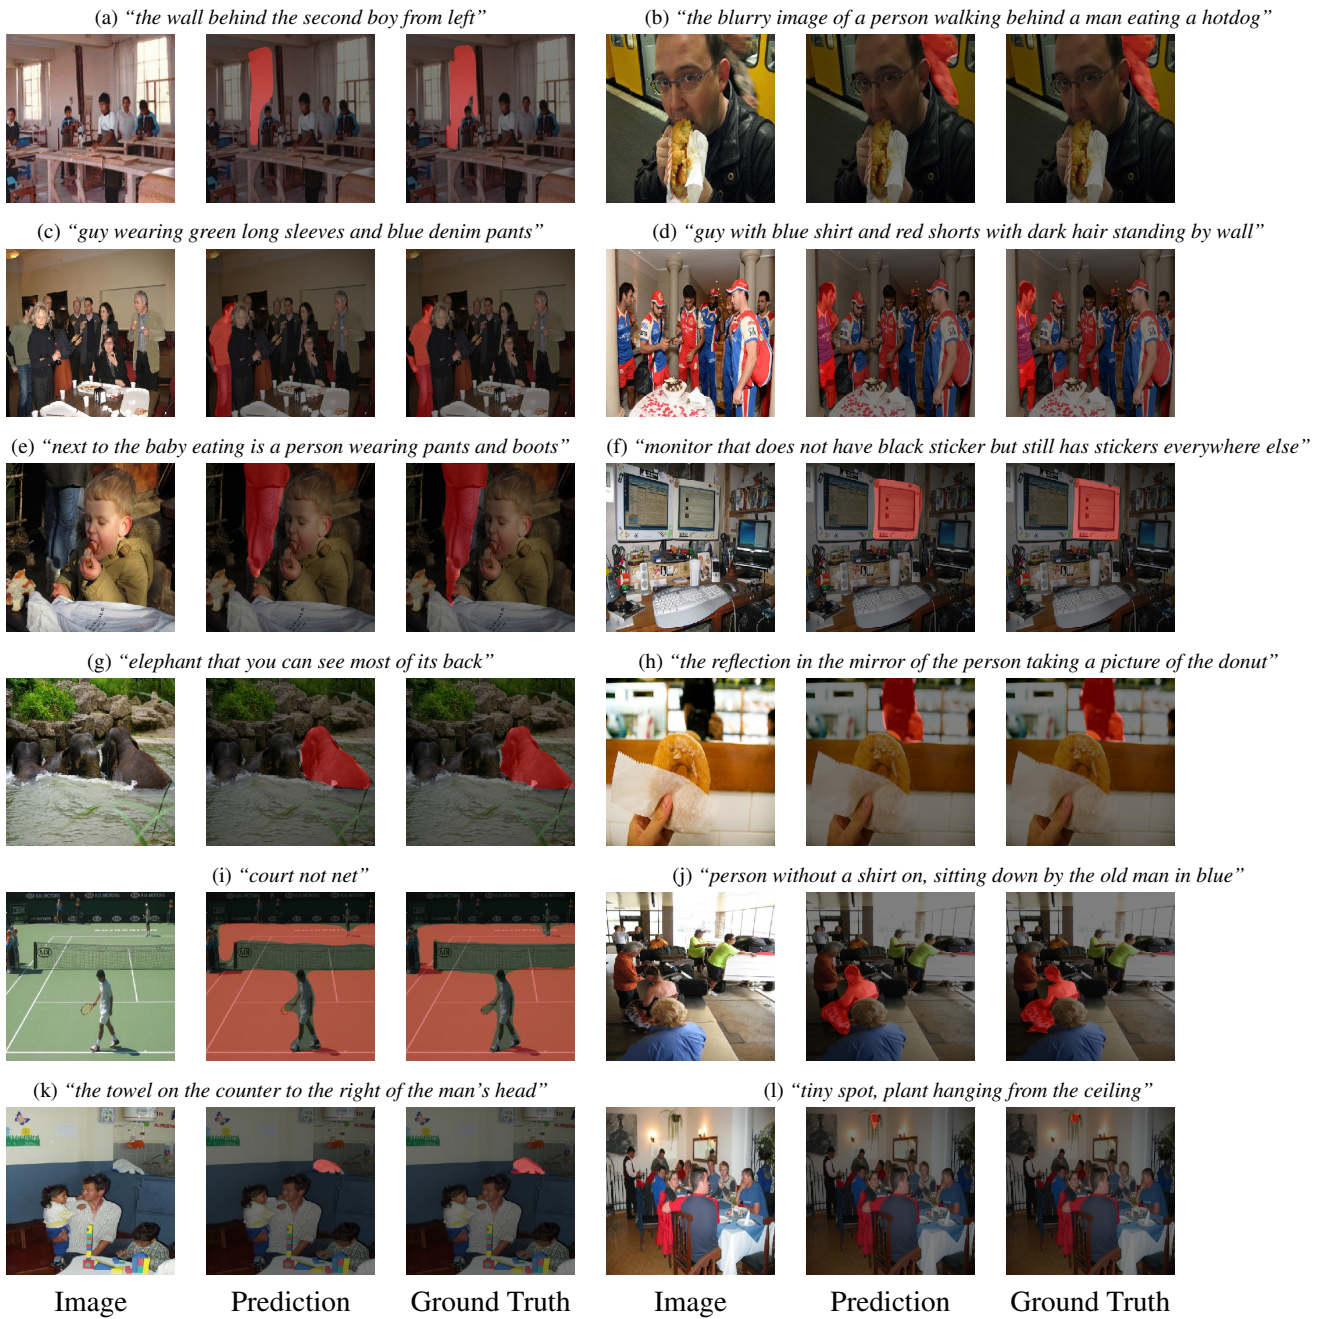 (a) “the wall behind the second boy from left”
(b) “the blurry image of a person walking behind a man eating a hotdog”
(c) “guy wearing green long sleeves and blue denim pants”
(d) “guy with blue shirt and red shorts with dark hair standing by wall”
(e) “next to the baby eating is a person wearing pants and boots”
(f) “monitor that does not have black sticker but still has stickers everywhere else”
(g) “elephant that you can see most of its back”
(h) “the reflection in the mirror of the person taking a picture of the donut”
(i) “court not net”
(j) “person without a shirt on, sitting down by the old man in blue”
(k) “the towel on the counter to the right of the man’s head”
(l) “tiny spot, plant hanging from the ceiling”
Image Prediction Ground Truth Image Prediction Ground Truth